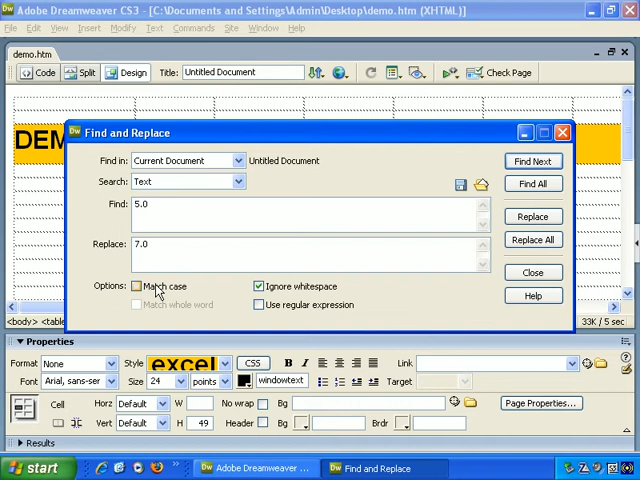 Adobe Dreamweaver CS3 - [C:\Documents and Settings\Admin\Desktop\demo.htm (XHTML)]
File Edit View Insert Modify Text Commands Site Window Help
demo.htm
Code Split Design Title: Untitled Document Check Page
DEM
Dw Find and Replace
Find in: Current Document Untitled Document Find Next
Search: Text Find All
Find: 5.0
Replace
Replace: 7.0 Replace All
Close
Options: Match case Ignore whitespace
Match whole word Use regular expression Help
<body> <table 33K / 5 sec
Properties
Format None Style excel CSS B I Link
Font Arial, sans-ser Size 24 points windowtext Target
Cell Horz Default W No wrap Bg Page Properties...
Vert Default H 49 Header Bg Brdr
Results
start Adobe Dreamweaver ... Find and Replace